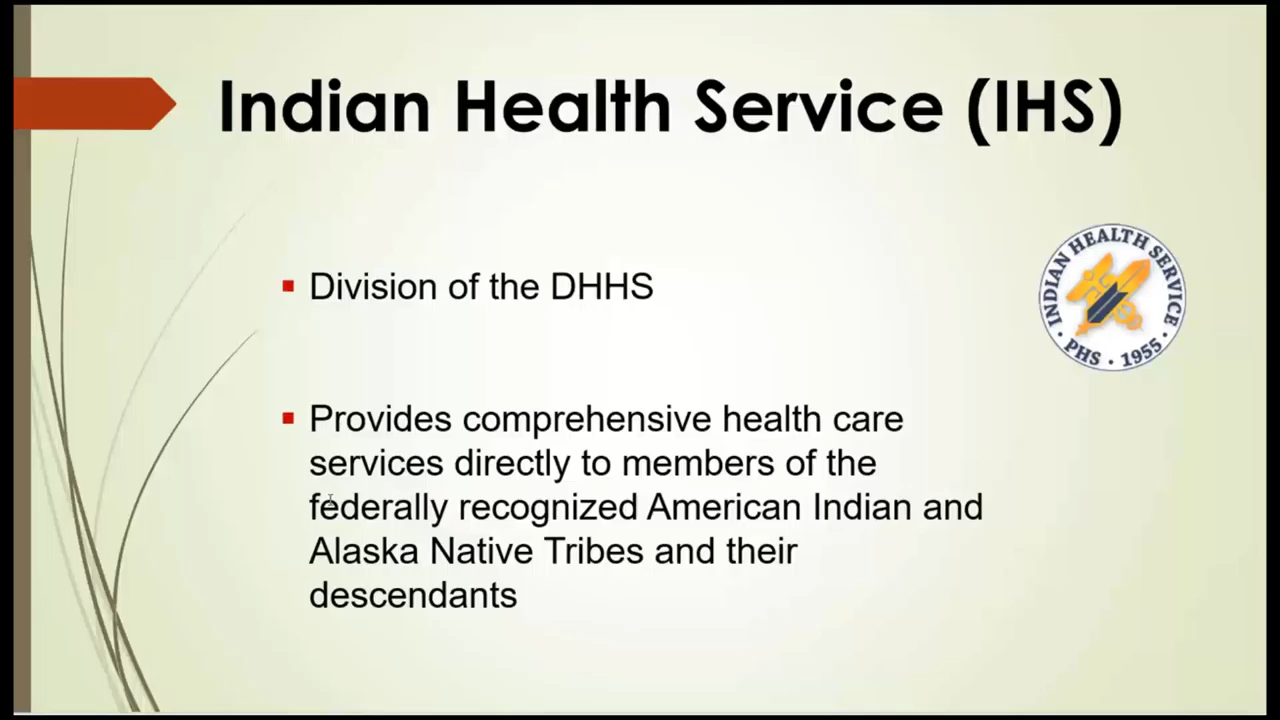 Indian Health Service (IHS)
Division of the DHHS
INDIAN HEALTH SERVICE
· PHS · 1955 ·
Provides comprehensive health care
services directly to members of the
federally recognized American Indian and
Alaska Native Tribes and their
descendants